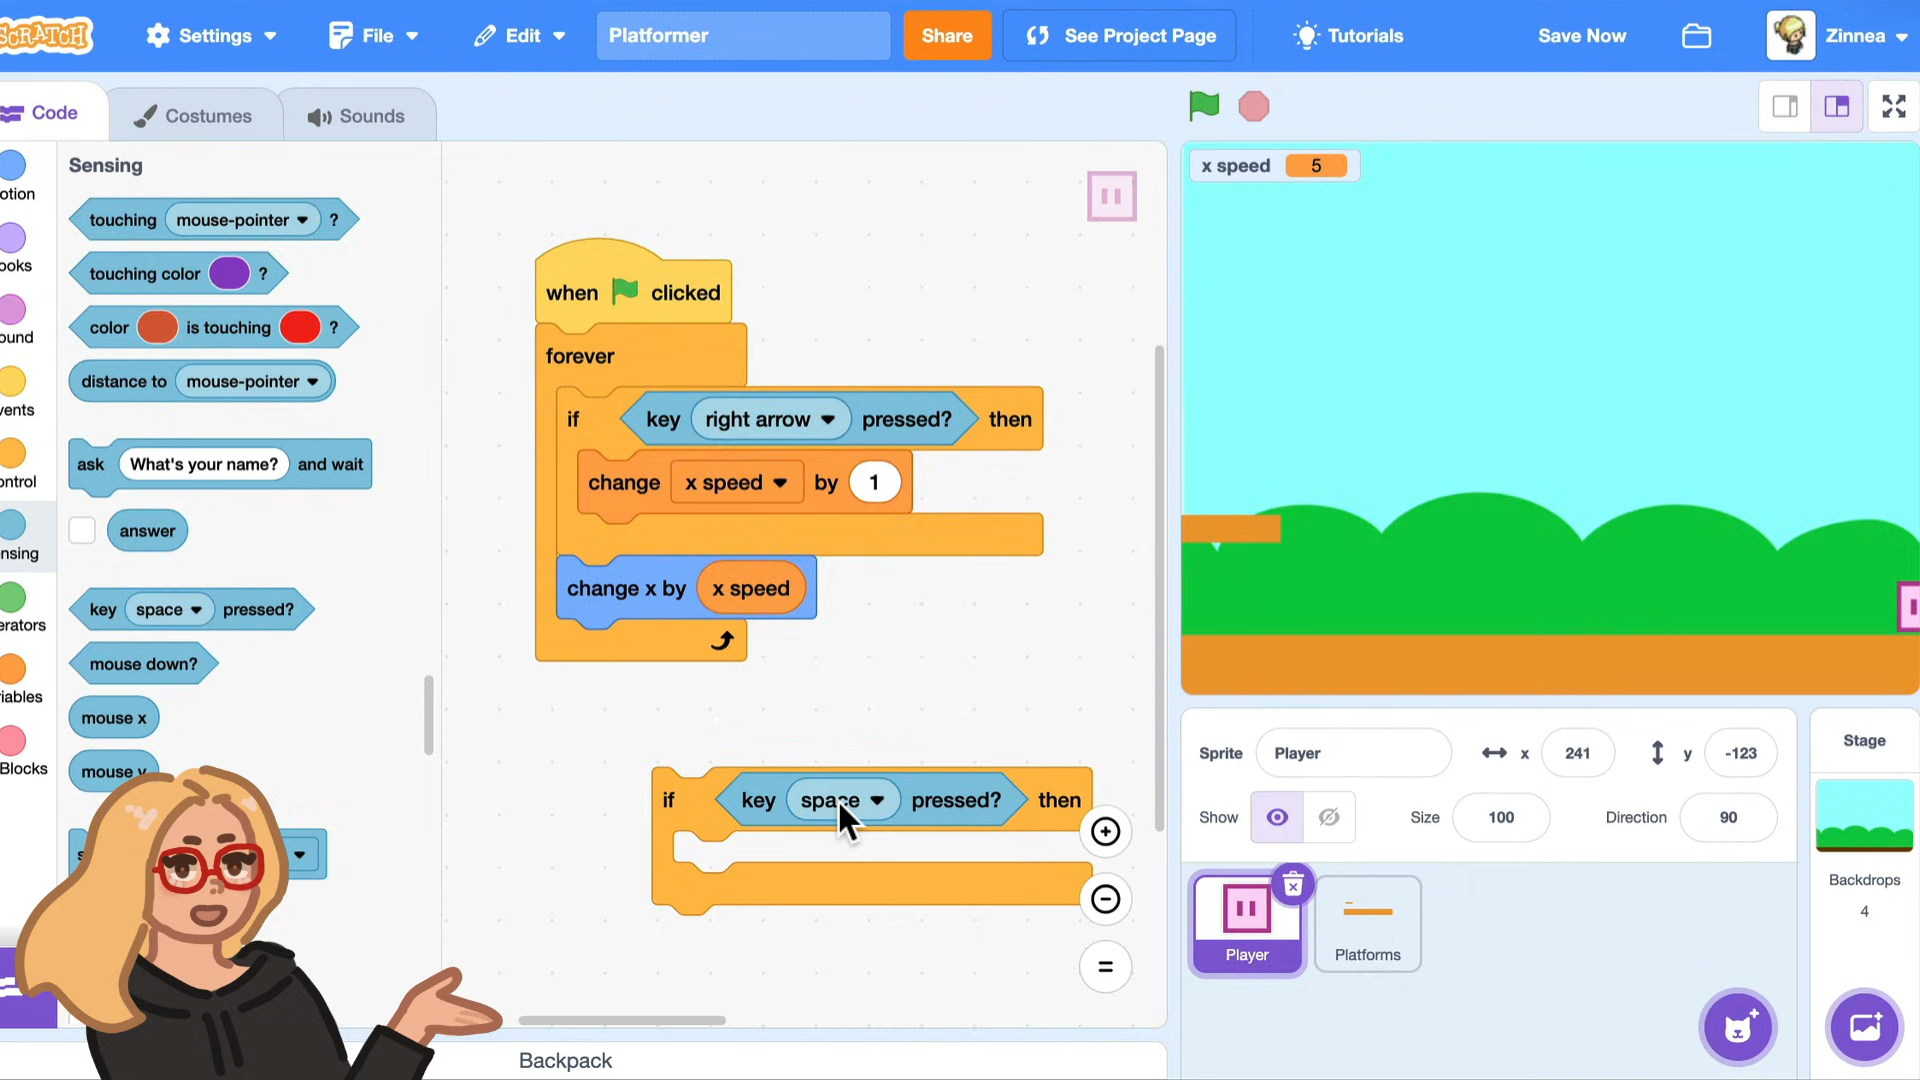 SCRATCH Settings File Edit Platformer Share See Project Page Tutorials Save Now Zinnea
Code Costumes Sounds
Sensing
touching mouse-pointer ?
touching color ?
color is touching ?
distance to mouse-pointer
ask What's your name? and wait
answer
key space pressed?
mouse down?
mouse x
mouse y
otion
ooks
ound
vents
ontrol
nsing
erators
riables
Blocks
when clicked
forever
if key right arrow pressed? then
change x speed by 1
change x by x speed
if key space pressed? then
Backpack
x speed 5
Sprite Player x 241 y -123
Show Size 100 Direction 90
Player
Platforms
Stage
Backdrops
4